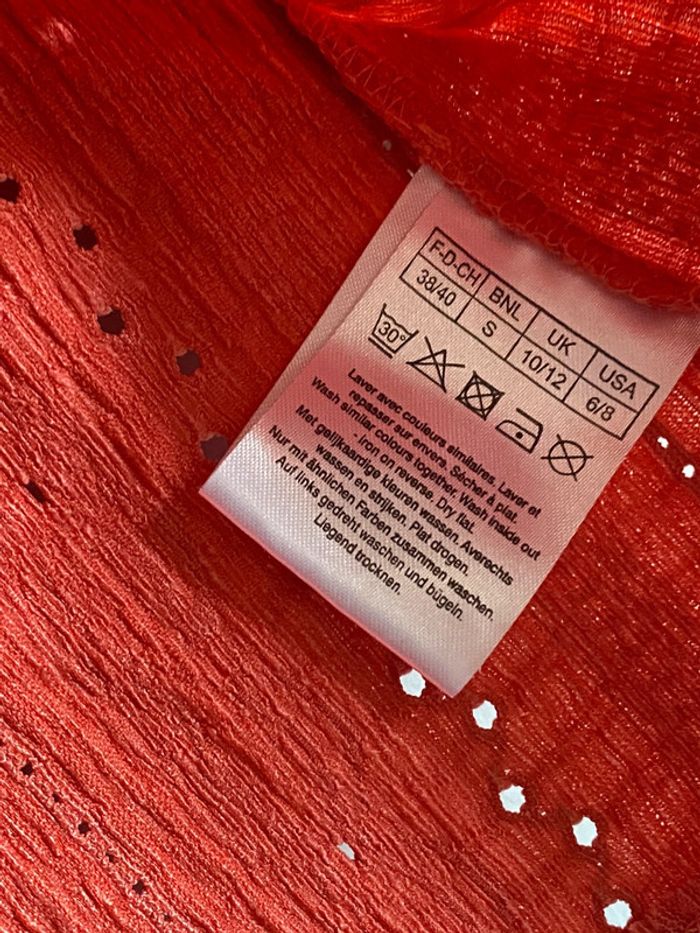 F-D-CH BNL UK USA
38/40 S 10/12 6/8
30°
Laver avec couleurs similaires. Laver et
repasser sur envers. Sécher à plat.
Wash similar colours together. Wash inside out
- iron on reverse. Dry flat.
Met gelijkaardige kleuren wassen. Averechts
wassen en strijken. Plat drogen.
Nur mit ähnlichen Farben zusammen waschen.
Auf links gedreht waschen und bügeln.
Liegend trocknen.